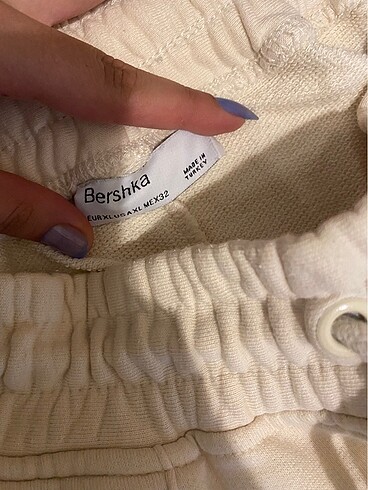 Bershka
EUR XL USA XL MEX 32
MADE IN
TURKEY